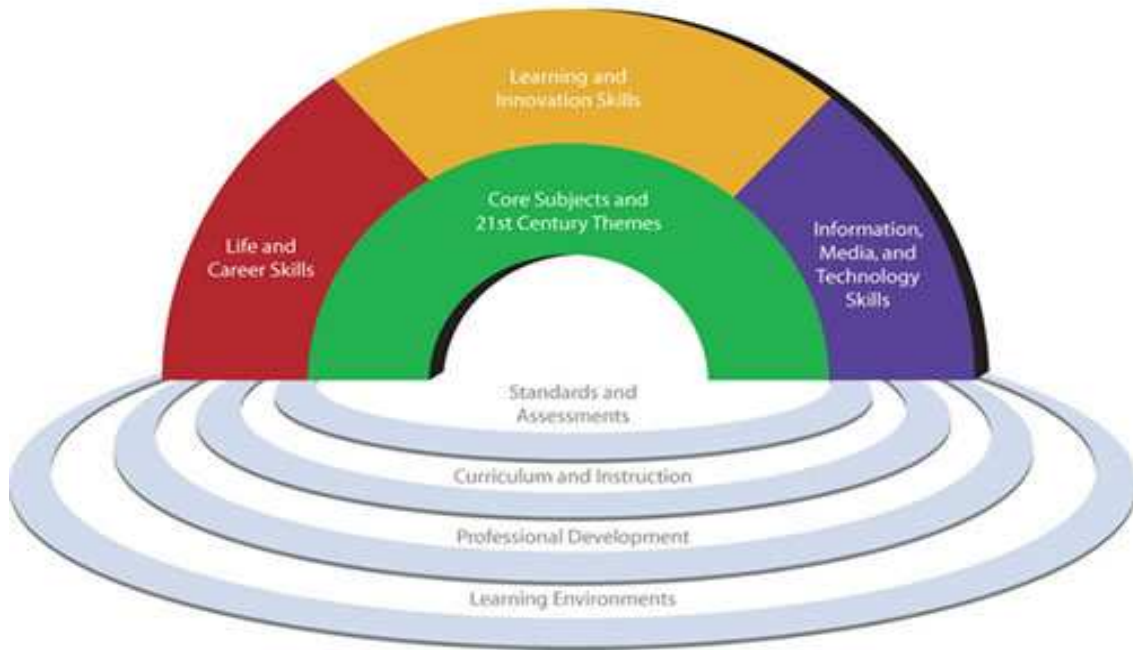 Learning and
Innovation Skills
Core Subjects and
21st Century Themes
Life and
Career Skills
Information,
Media, and
Technology
Skills
Standards and
Assessments
Curriculum and Instruction
Professional Development
Learning Environments